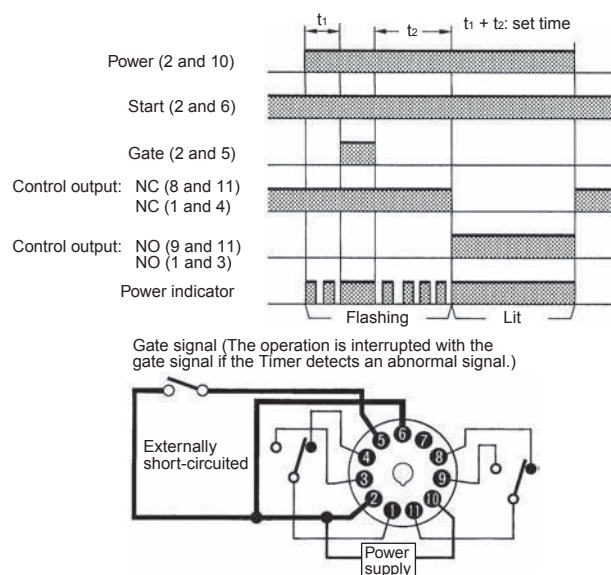 t₁
t₂
t₁ + t₂: set time
Power (2 and 10)
Start (2 and 6)
Gate (2 and 5)
Control output: NC (8 and 11)
NC (1 and 4)
Control output: NO (9 and 11)
NO (1 and 3)
Power indicator
Flashing
Lit
Gate signal (The operation is interrupted with the
gate signal if the Timer detects an abnormal signal.)
Externally
short-circuited
5
6
7
4
8
3
9
2
10
1
11
Power
supply